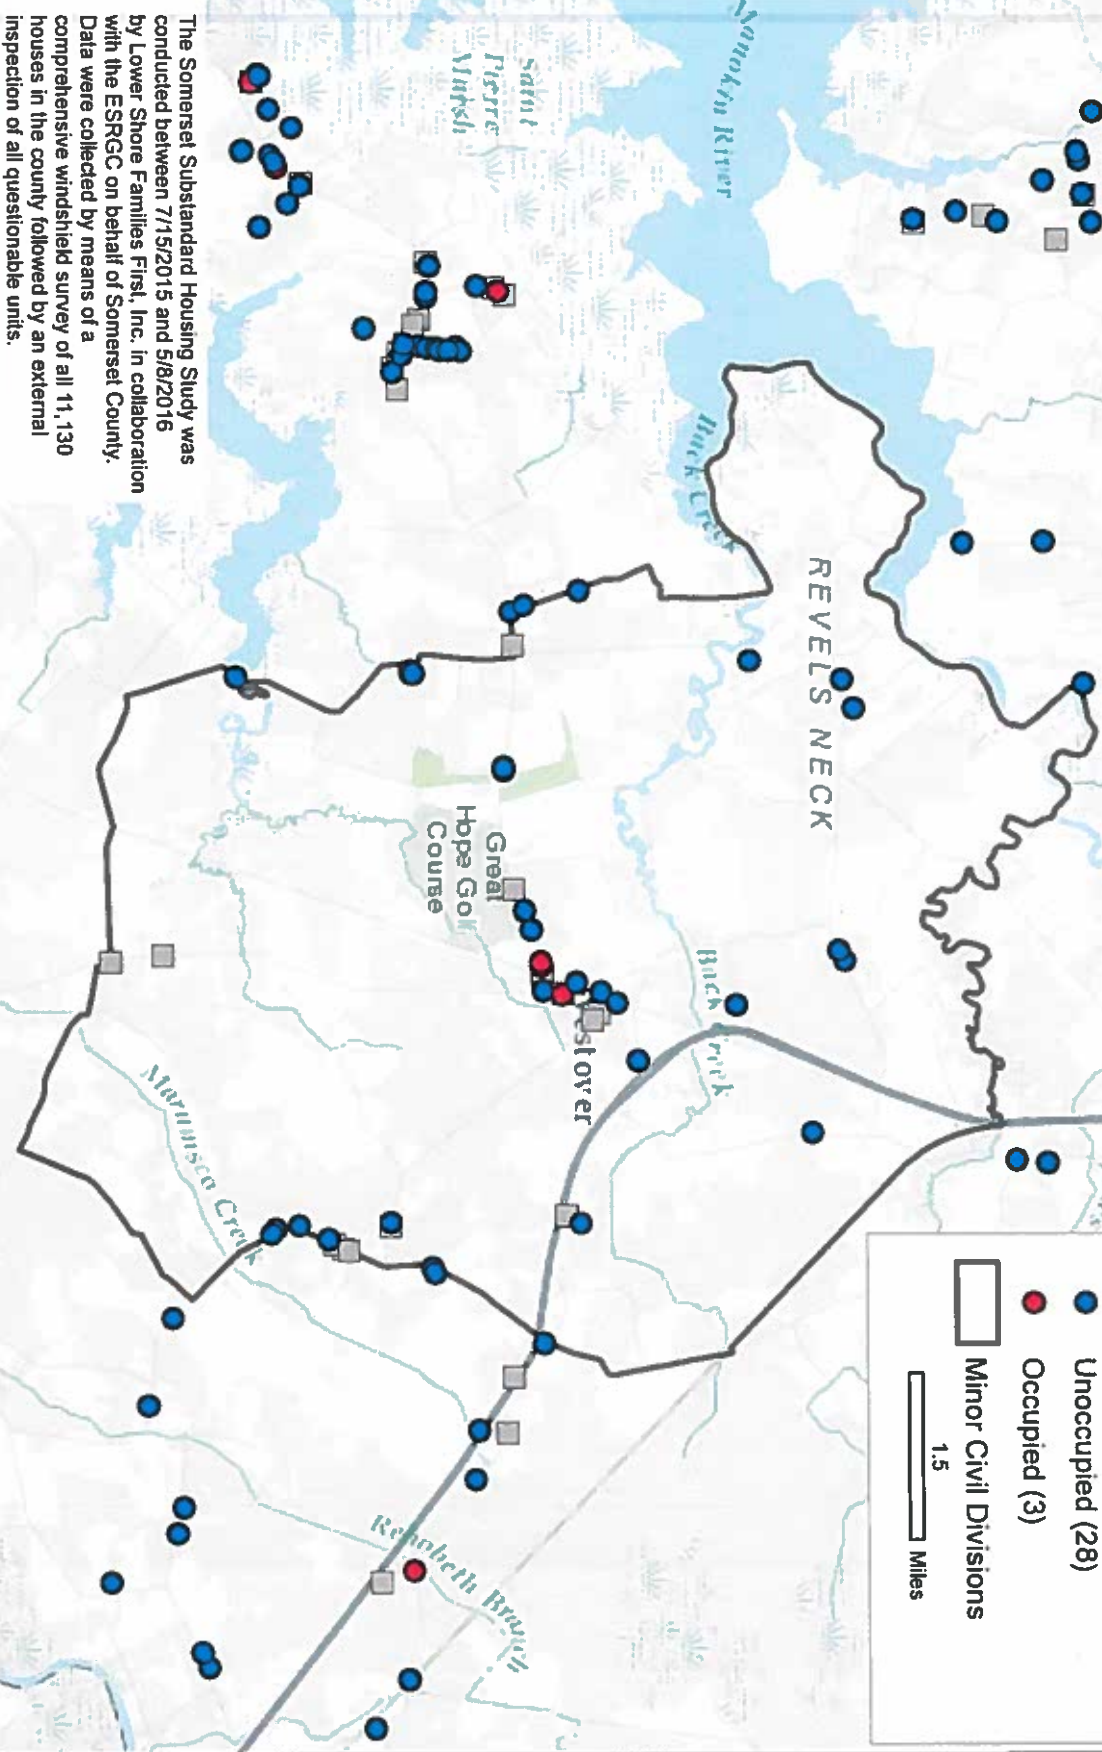 Unoccupied (28)
Occupied (3)
Minor Civil Divisions
1.5
Miles
Manokin River
Saint
Pierre
Marsh
Back Creek
REVELS NECK
Great
Hope Gol
Course
Back Creek
stover
Marumsco Creek
Rehobeth Branch
The Somerset Substandard Housing Study was
conducted between 7/15/2015 and 5/8/2016
by Lower Shore Families First, Inc. in collaboration
with the ESRGC on behalf of Somerset County.
Data were collected by means of a
comprehensive windshield survey of all 11,130
houses in the county followed by an external
inspection of all questionable units.